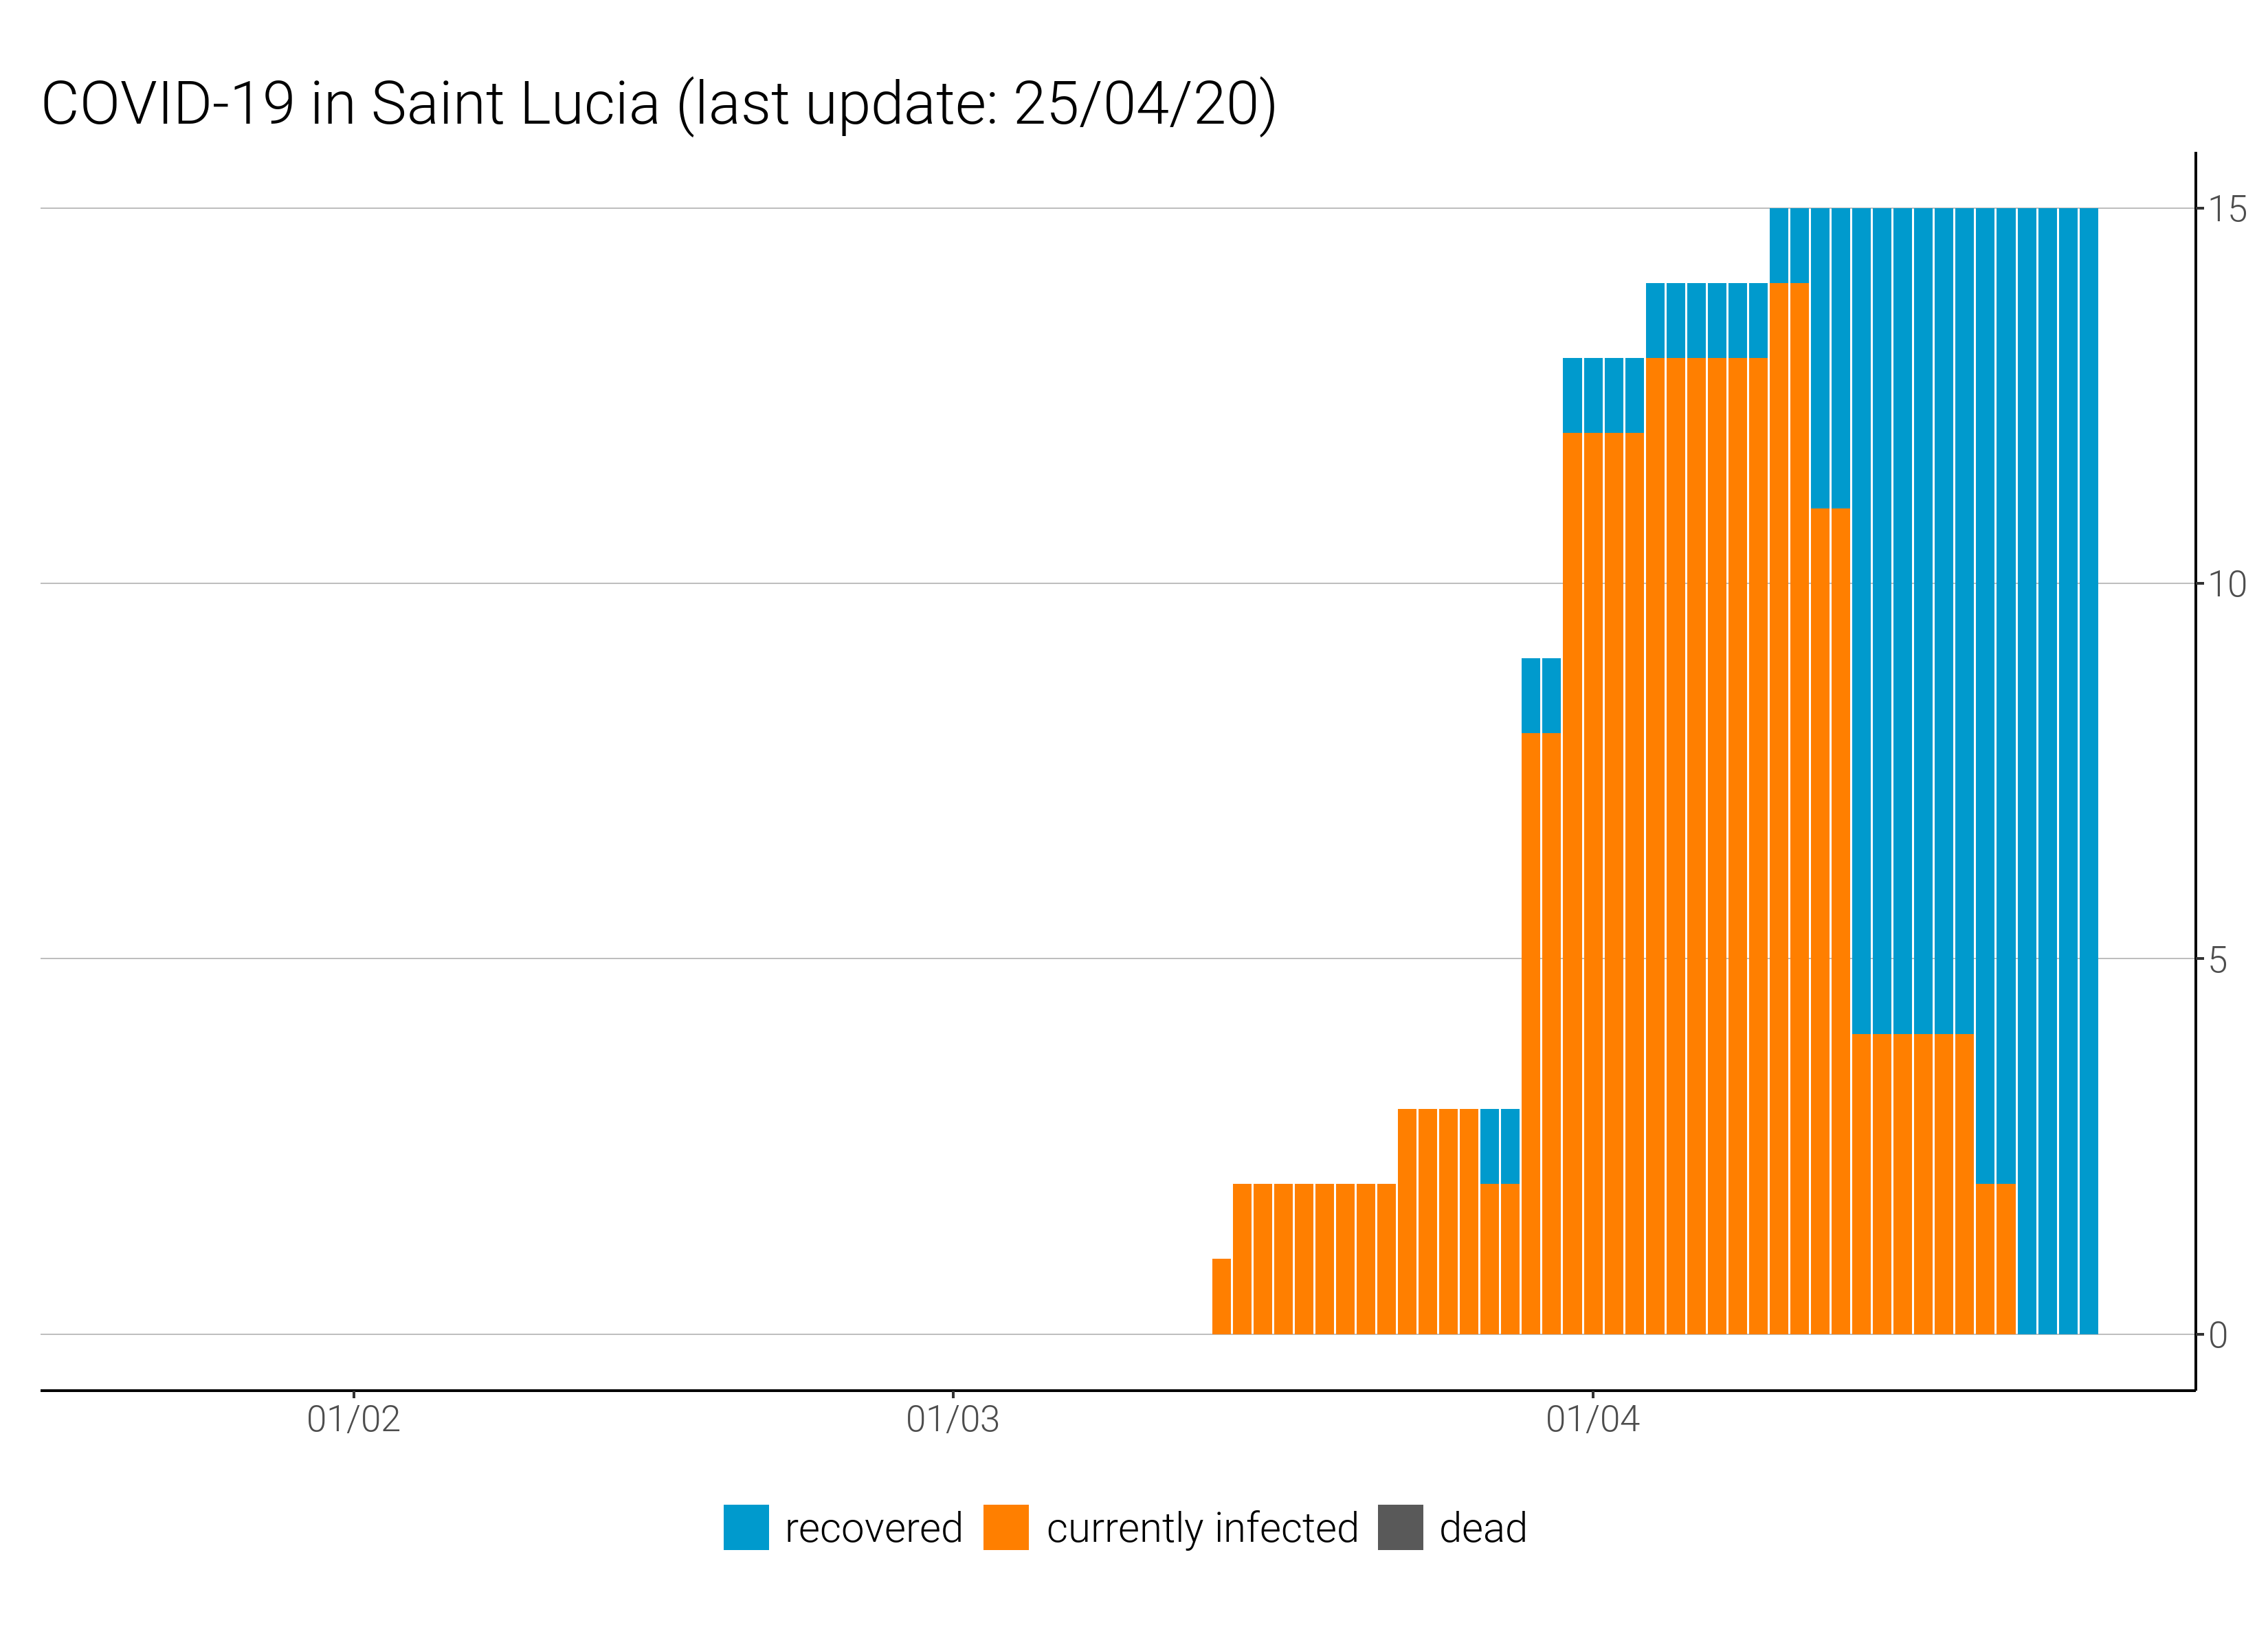 COVID-19 in Saint Lucia (last update: 25/04/20)
15
10
5
0
01/02 01/03 01/04
recovered currently infected dead